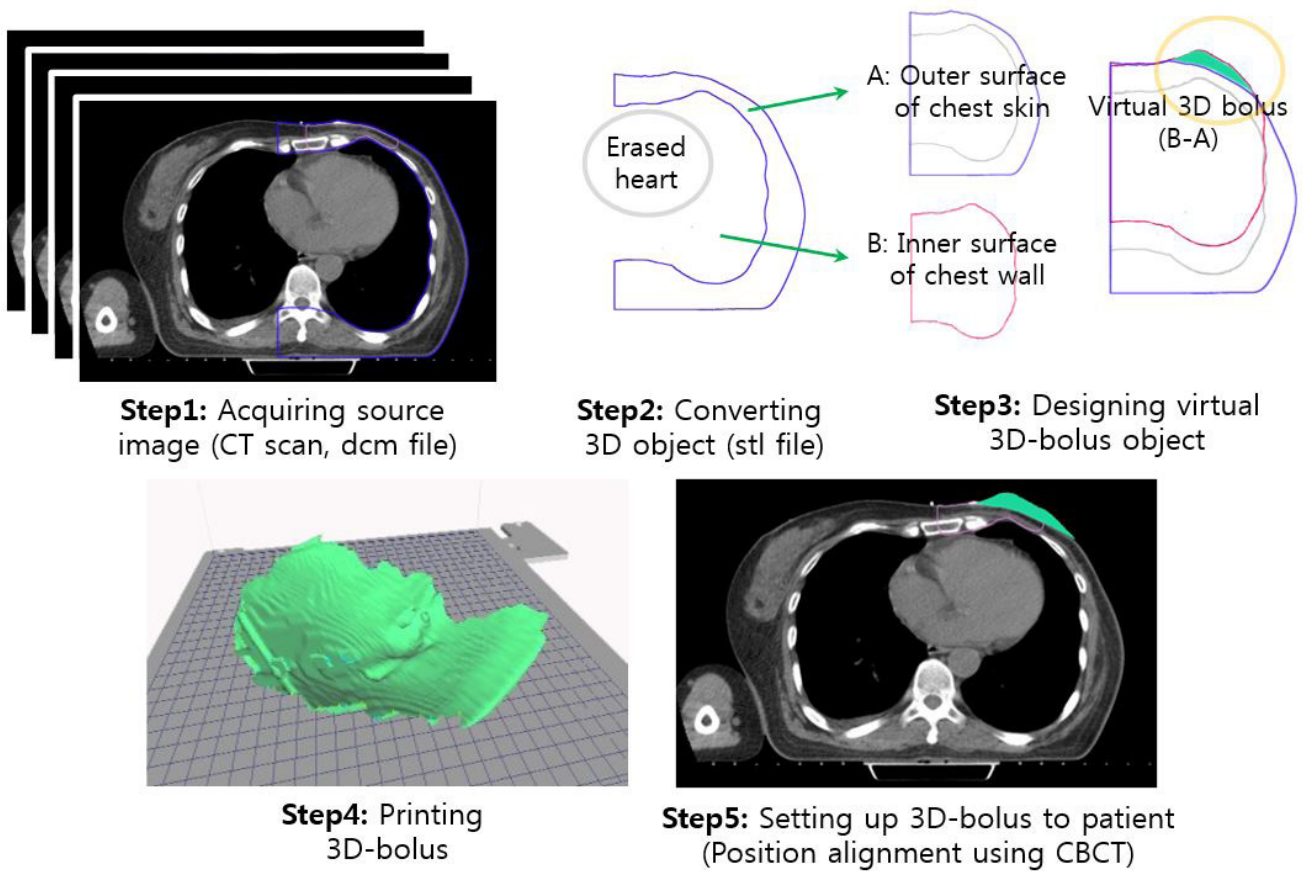 Erased
heart
A: Outer surface
of chest skin
B: Inner surface
of chest wall
Virtual 3D bolus
(B-A)
Step1: Acquiring source
image (CT scan, dcm file)
Step2: Converting
3D object (stl file)
Step3: Designing virtual
3D-bolus object
Step4: Printing
3D-bolus
Step5: Setting up 3D-bolus to patient
(Position alignment using CBCT)